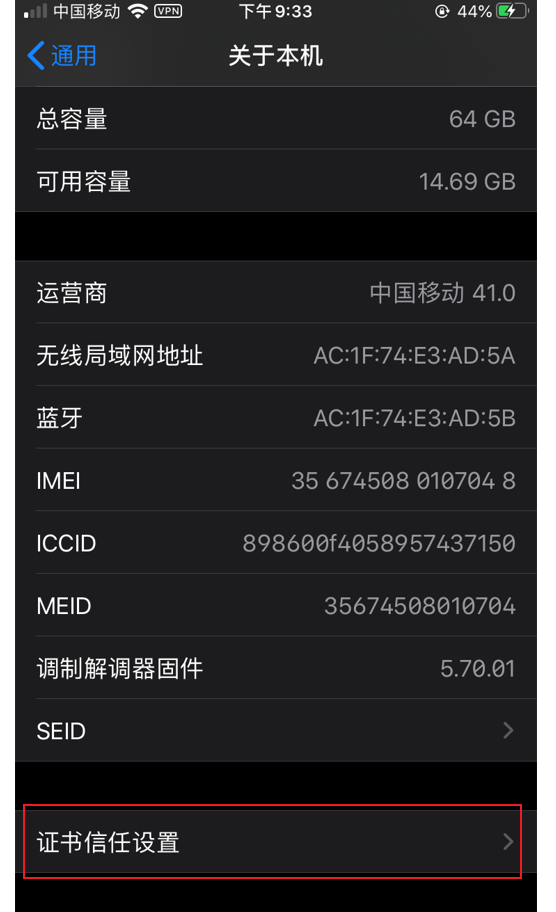 中国移动 VPN 下午 9:33 44%
通用 关于本机
总容量 64 GB
可用容量 14.69 GB
运营商 中国移动 41.0
无线局域网地址 AC:1F:74:E3:AD:5A
蓝牙 AC:1F:74:E3:AD:5B
IMEI 35 674508 010704 8
ICCID 898600f4058957437150
MEID 35674508010704
调制解调器固件 5.70.01
SEID
证书信任设置